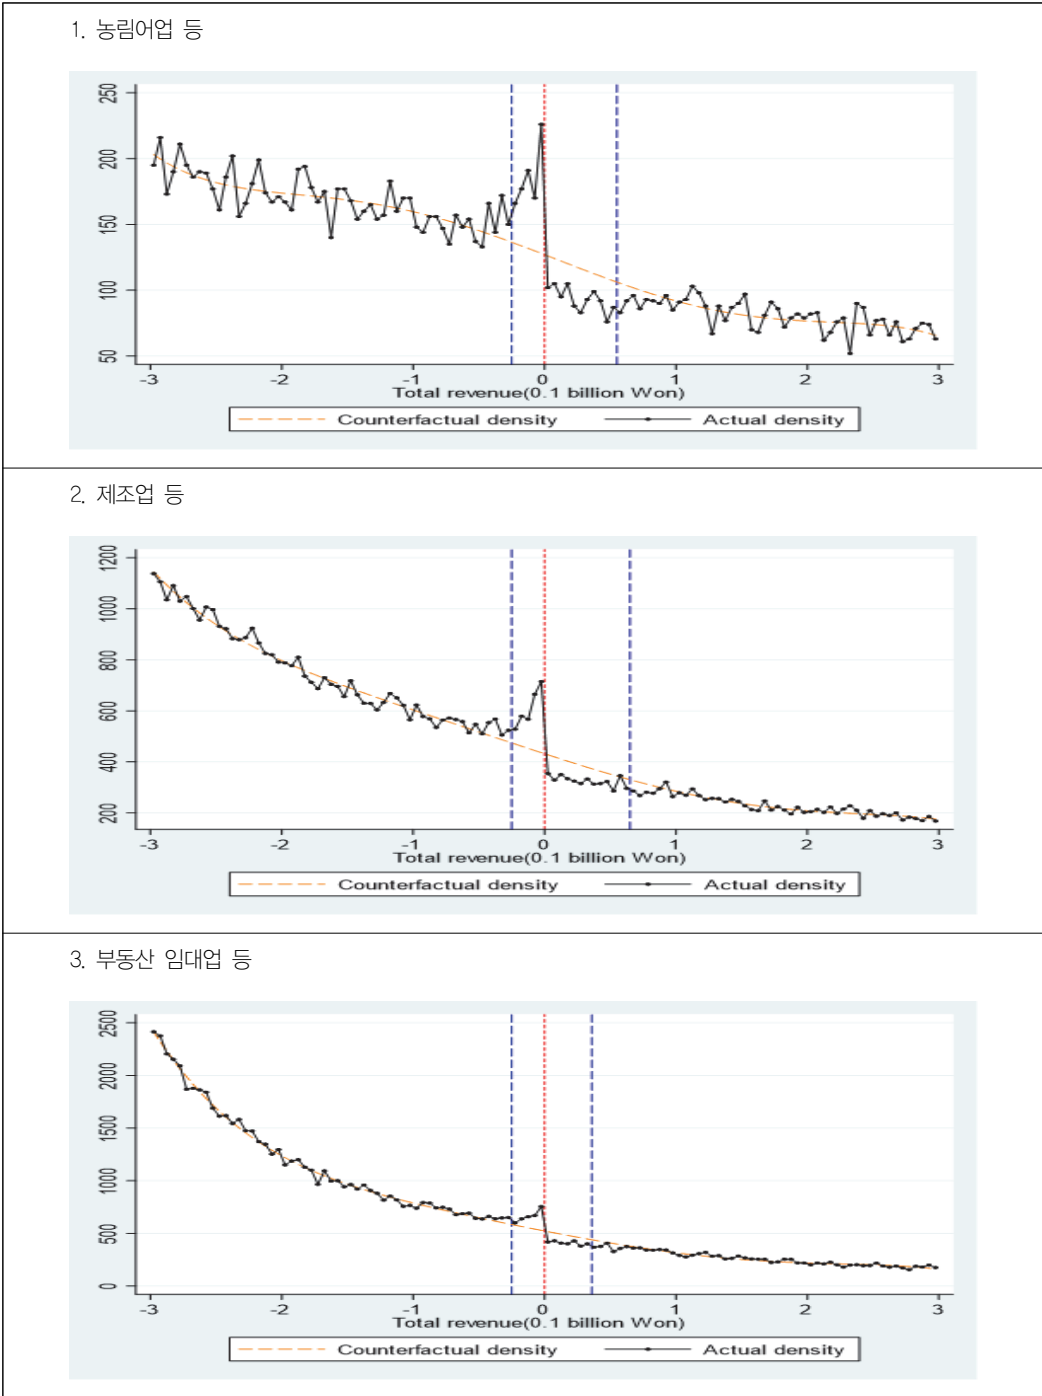 1. 농림어업 등
250
200
150
100
50
-3 -2 -1 0 1 2 3
Total revenue(0.1 billion Won)
Counterfactual density Actual density
2. 제조업 등
1200
1000
800
600
400
200
-3 -2 -1 0 1 2 3
Total revenue(0.1 billion Won)
Counterfactual density Actual density
3. 부동산 임대업 등
2500
2000
1500
1000
500
0
-3 -2 -1 0 1 2 3
Total revenue(0.1 billion Won)
Counterfactual density Actual density